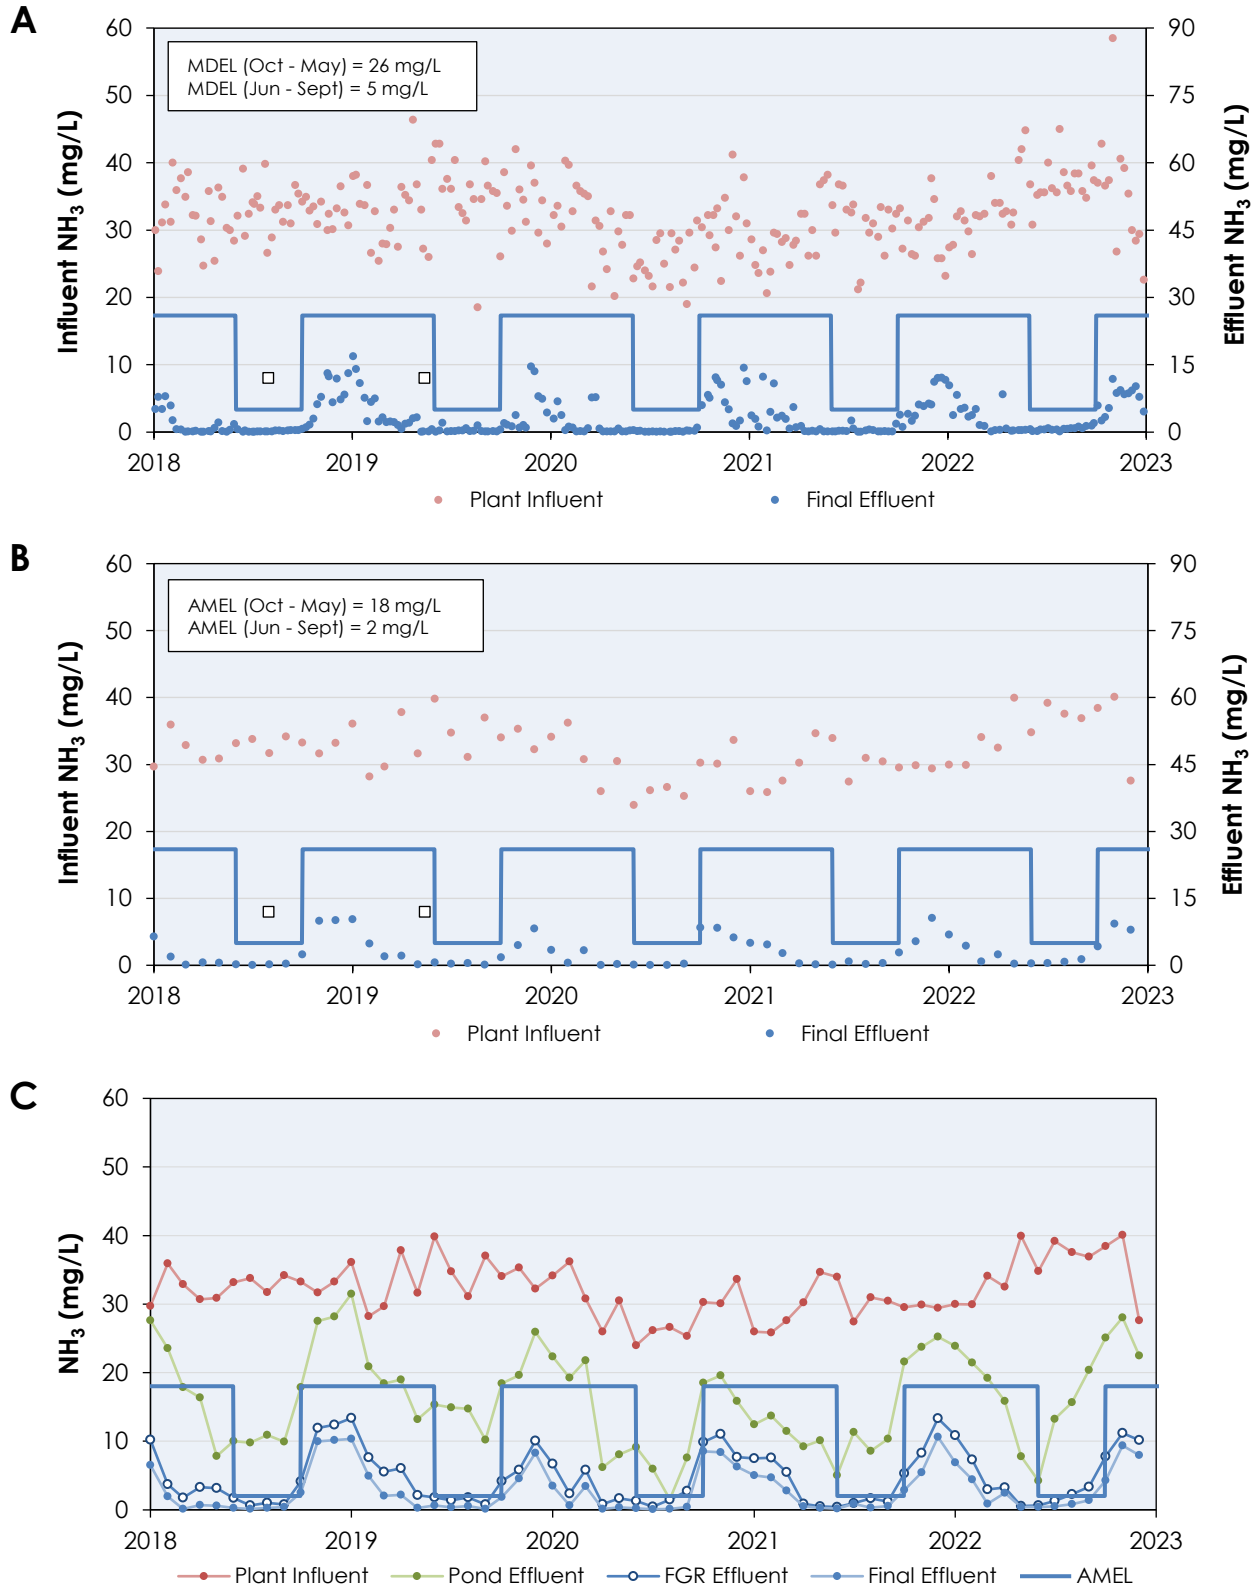 A
60
50
40
30
20
10
0
Influent NH3 (mg/L)
MDEL (Oct - May) = 26 mg/L
MDEL (Jun - Sept) = 5 mg/L
90
75
60
45
30
15
0
Effluent NH3 (mg/L)
2018 2019 2020 2021 2022 2023
Plant Influent Final Effluent
B
60
50
40
30
20
10
0
Influent NH3 (mg/L)
AMEL (Oct - May) = 18 mg/L
AMEL (Jun - Sept) = 2 mg/L
90
75
60
45
30
15
0
Effluent NH3 (mg/L)
2018 2019 2020 2021 2022 2023
Plant Influent Final Effluent
C
60
50
40
30
20
10
0
NH3 (mg/L)
2018 2019 2020 2021 2022 2023
Plant Influent Pond Effluent FGR Effluent Final Effluent AMEL